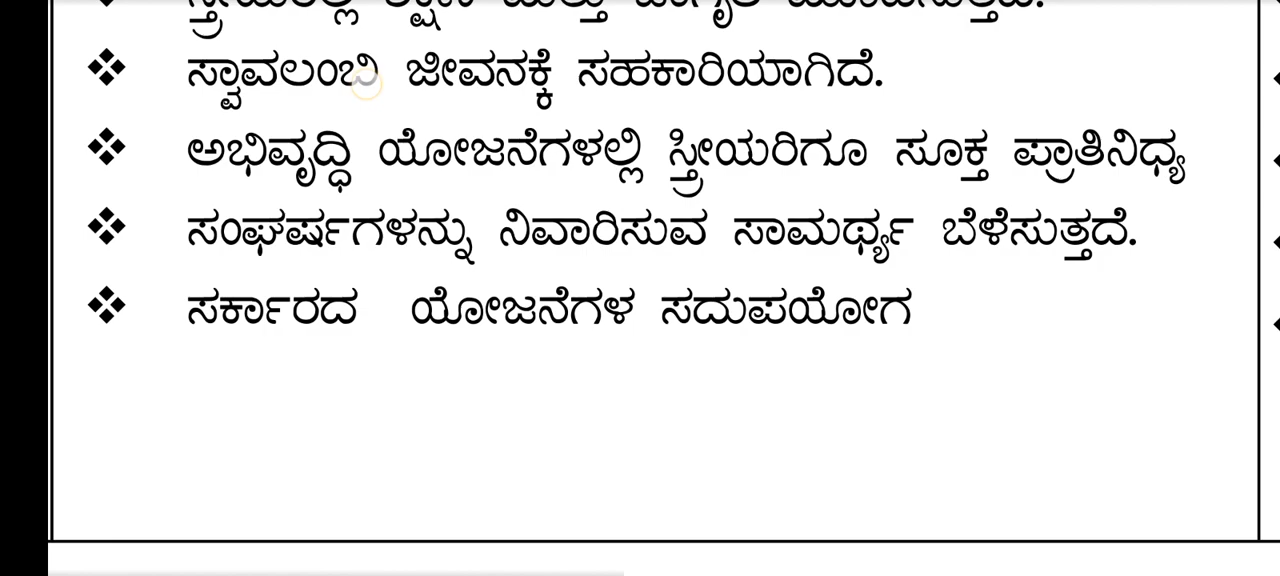 ❖ ಸ್ವಾವಲಂಬಿ ಜೀವನಕ್ಕೆ ಸಹಕಾರಿಯಾಗಿದೆ.
❖ ಅಭಿವೃದ್ಧಿ ಯೋಜನೆಗಳಲ್ಲಿ ಸ್ತ್ರೀಯರಿಗೂ ಸೂಕ್ತ ಪ್ರಾತಿನಿಧ್ಯ
❖ ಸಂಘರ್ಷಗಳನ್ನು ನಿವಾರಿಸುವ ಸಾಮರ್ಥ್ಯ ಬೆಳೆಸುತ್ತದೆ.
❖ ಸರ್ಕಾರದ ಯೋಜನೆಗಳ ಸದುಪಯೋಗ